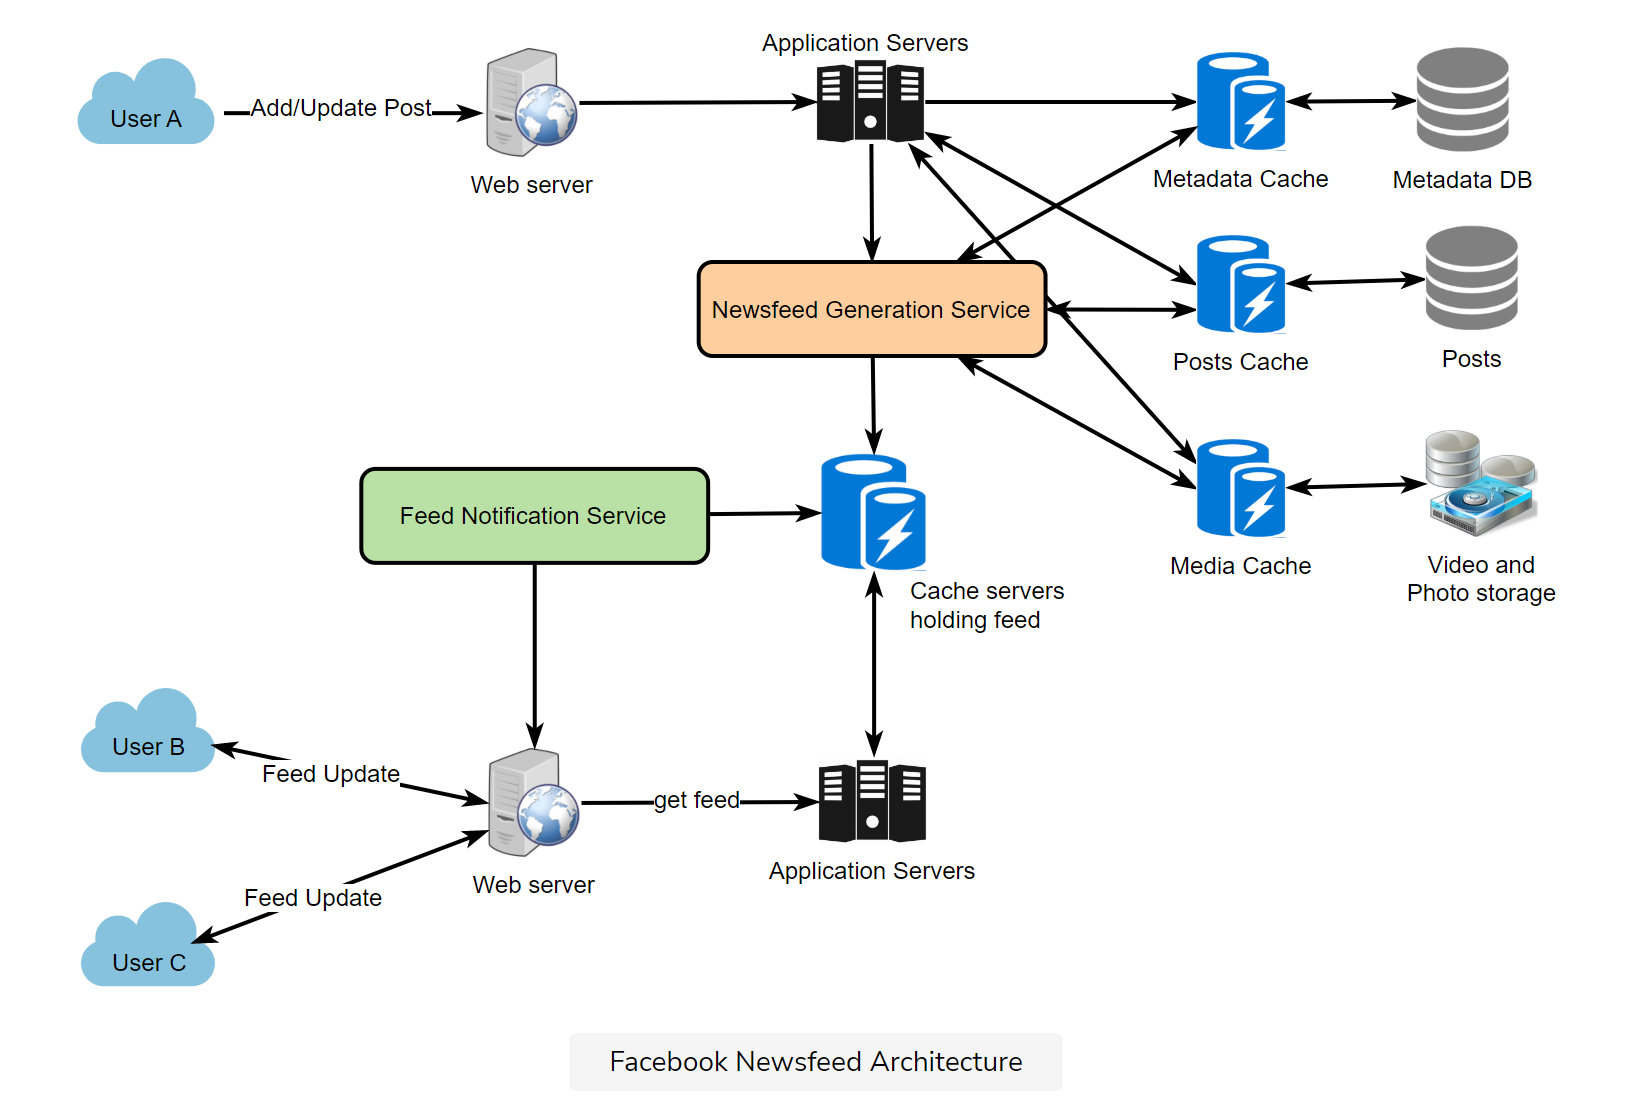 Application Servers
User A
Add/Update Post
Web server
Metadata Cache
Metadata DB
Newsfeed Generation Service
Posts Cache
Posts
Feed Notification Service
Media Cache
Video and
Photo storage
Cache servers
holding feed
User B
Feed Update
get feed
Application Servers
Web server
Feed Update
User C
Facebook Newsfeed Architecture